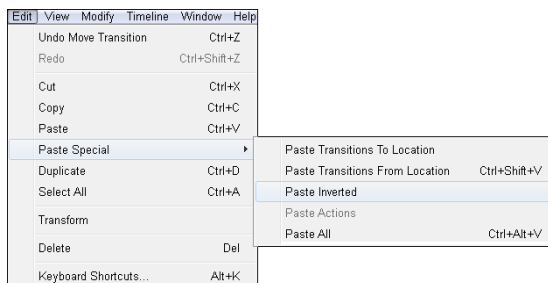 Edit View Modify Timeline Window Help
Undo Move Transition Ctrl+Z
Redo Ctrl+Shift+Z
Cut Ctrl+X
Copy Ctrl+C
Paste Ctrl+V
Paste Special
Duplicate Ctrl+D
Select All Ctrl+A
Transform
Delete Del
Keyboard Shortcuts... Alt+K
Paste Transitions To Location
Paste Transitions From Location Ctrl+Shift+V
Paste Inverted
Paste Actions
Paste All Ctrl+Alt+V